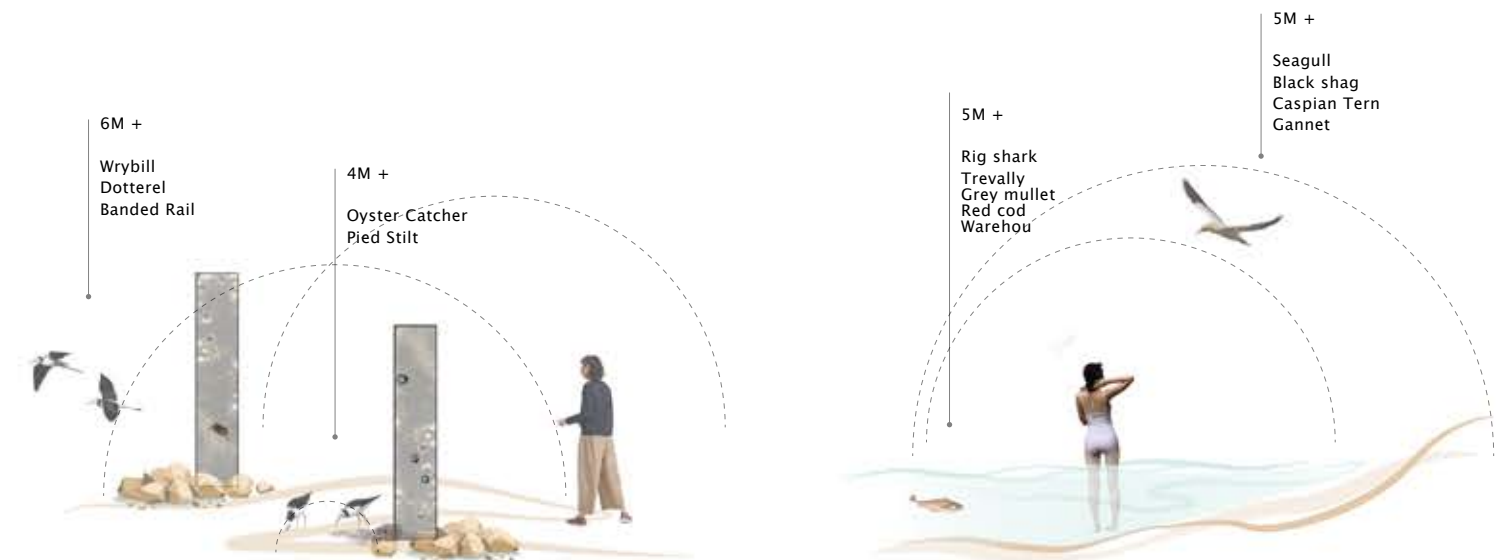 6M +
Wrybill
Dotterel
Banded Rail
4M +
Oyster Catcher
Pied Stilt
5M +
Rig shark
Trevally
Grey mullet
Red cod
Warehou
5M +
Seagull
Black shag
Caspian Tern
Gannet